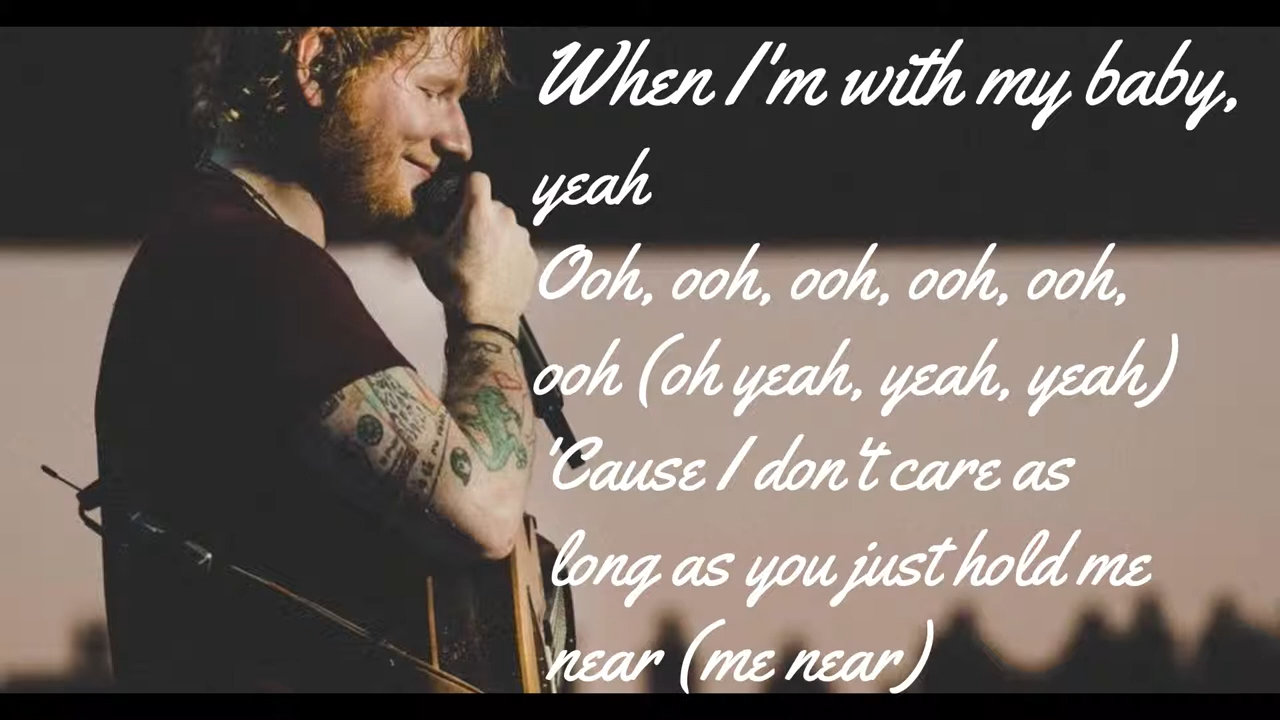 When I'm with my baby,
yeah
Ooh, ooh, ooh, ooh, ooh,
ooh (oh yeah, yeah, yeah)
'Cause I don't care as
long as you just hold me
near (me near)